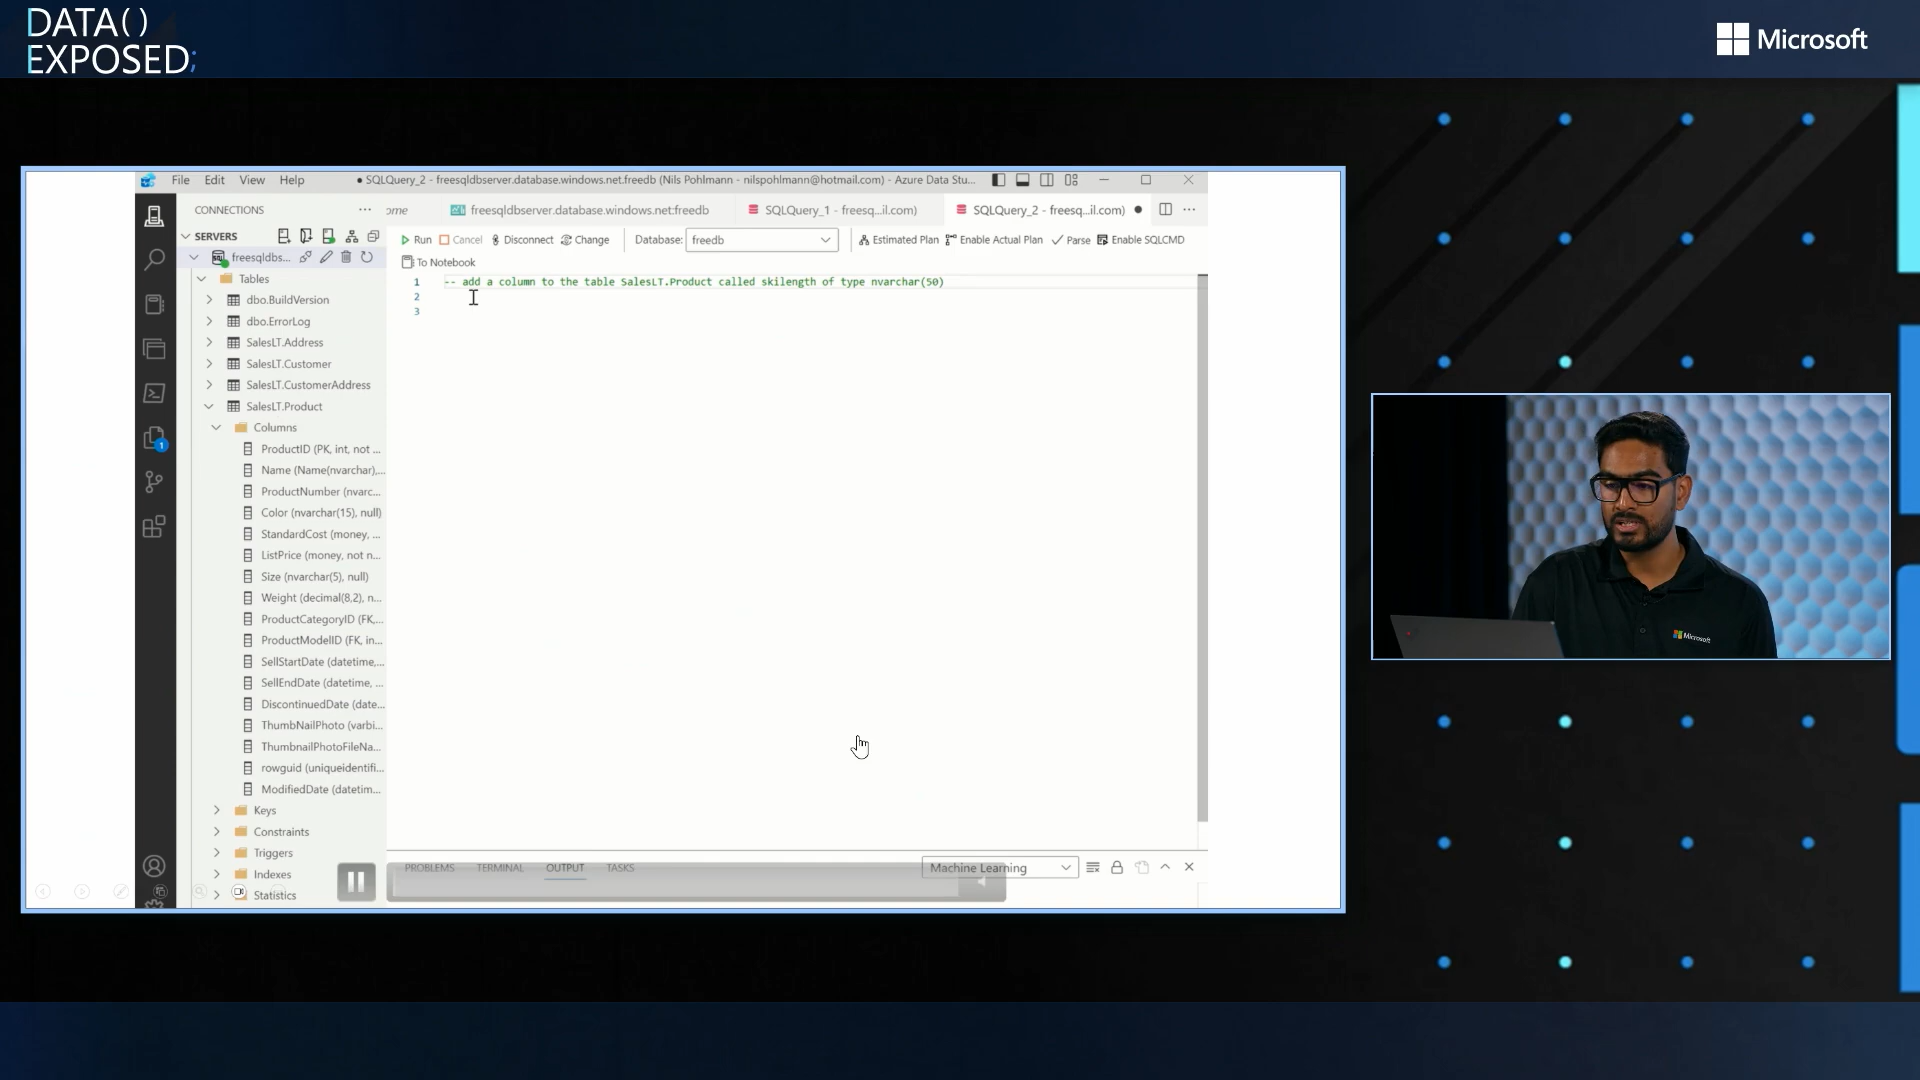 DATA()
EXPOSED;
Microsoft
File Edit View Help
● SQLQuery_2 - freesqldbserver.database.windows.net.freedb (Nils Pohlmann - nilspohlmann@hotmail.com) - Azure Data Stu...
CONNECTIONS
ome
freesqldbserver.database.windows.net:freedb
SQLQuery_1 - freesq...il.com)
SQLQuery_2 - freesq...il.com) ●
SERVERS
Run Cancel Disconnect Change Database: freedb Estimated Plan Enable Actual Plan Parse Enable SQLCMD
To Notebook
freesqldbs...
Tables
dbo.BuildVersion
dbo.ErrorLog
SalesLT.Address
SalesLT.Customer
SalesLT.CustomerAddress
SalesLT.Product
Columns
ProductID (PK, int, not ...
Name (Name(nvarchar),...
ProductNumber (nvarc...
Color (nvarchar(15), null)
StandardCost (money, ...
ListPrice (money, not n...
Size (nvarchar(5), null)
Weight (decimal(8,2), n...
ProductCategoryID (FK,...
ProductModelID (FK, in...
SellStartDate (datetime,...
SellEndDate (datetime, ...
DiscontinuedDate (date...
ThumbNailPhoto (varbi...
ThumbnailPhotoFileNa...
rowguid (uniqueidentifi...
ModifiedDate (datetim...
Keys
Constraints
Triggers
Indexes
Statistics
1 -- add a column to the table SalesLT.Product called skilength of type nvarchar(50)
2
3
1
PROBLEMS TERMINAL OUTPUT TASKS
Machine Learning
Microsoft